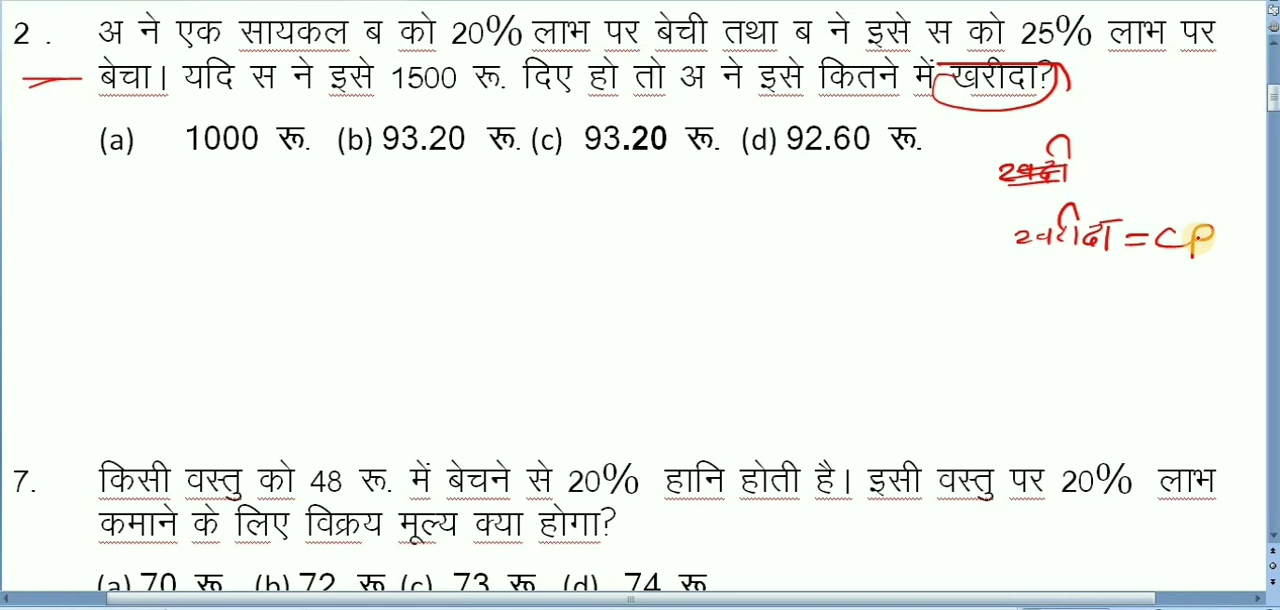 2 . अ ने एक सायकल ब को 20% लाभ पर बेची तथा ब ने इसे स को 25% लाभ पर
बेचा। यदि स ने इसे 1500 रू. दिए हो तो अ ने इसे कितने में खरीदा?
(a) 1000 रू. (b) 93.20 रू. (c) 93.20 रू. (d) 92.60 रू.
खरीदा = CP
7. किसी वस्तु को 48 रू. में बेचने से 20% हानि होती है। इसी वस्तु पर 20% लाभ
कमाने के लिए विक्रय मूल्य क्या होगा?
(a) 70 रू (b) 72 रू (c) 73 रू (d) 74 रू